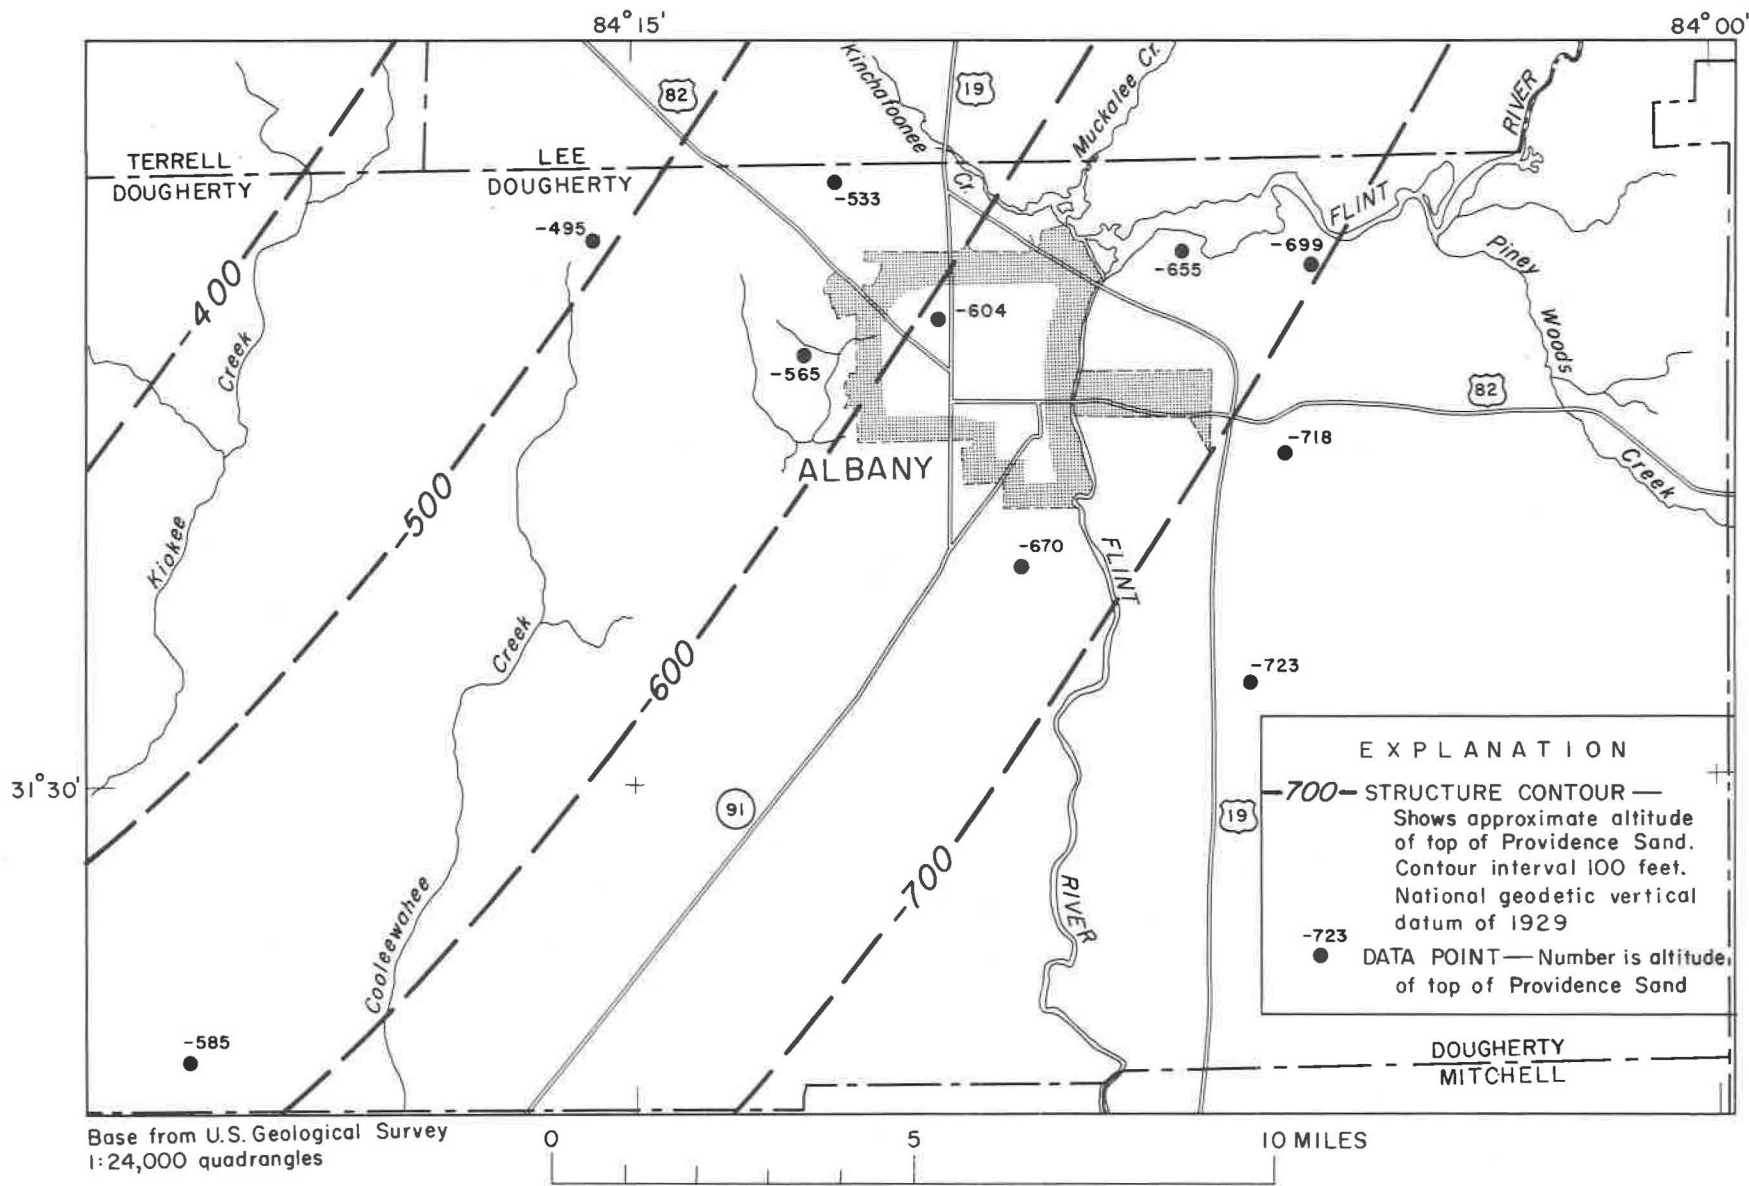 84°15'
84°00'
82
Kinchafoonee
Cr.
19
Muckalee Cr.
RIVER
TERRELL
DOUGHERTY
LEE
DOUGHERTY
-533
-495
FLINT
-655
-699
Piney
Woods
Creek
-400
Creek
-604
-565
82
-718
ALBANY
-500
Kiokee
-670
FLINT
Creek
-600
-723
EXPLANATION
-700- STRUCTURE CONTOUR—
Shows approximate altitude
of top of Providence Sand.
Contour interval 100 feet.
National geodetic vertical
datum of 1929
-723
DATA POINT—Number is altitude
of top of Providence Sand
31°30'
91
19
-700
RIVER
Cooleewahee
-585
DOUGHERTY
MITCHELL
Base from U.S. Geological Survey
1:24,000 quadrangles
0 5 10 MILES